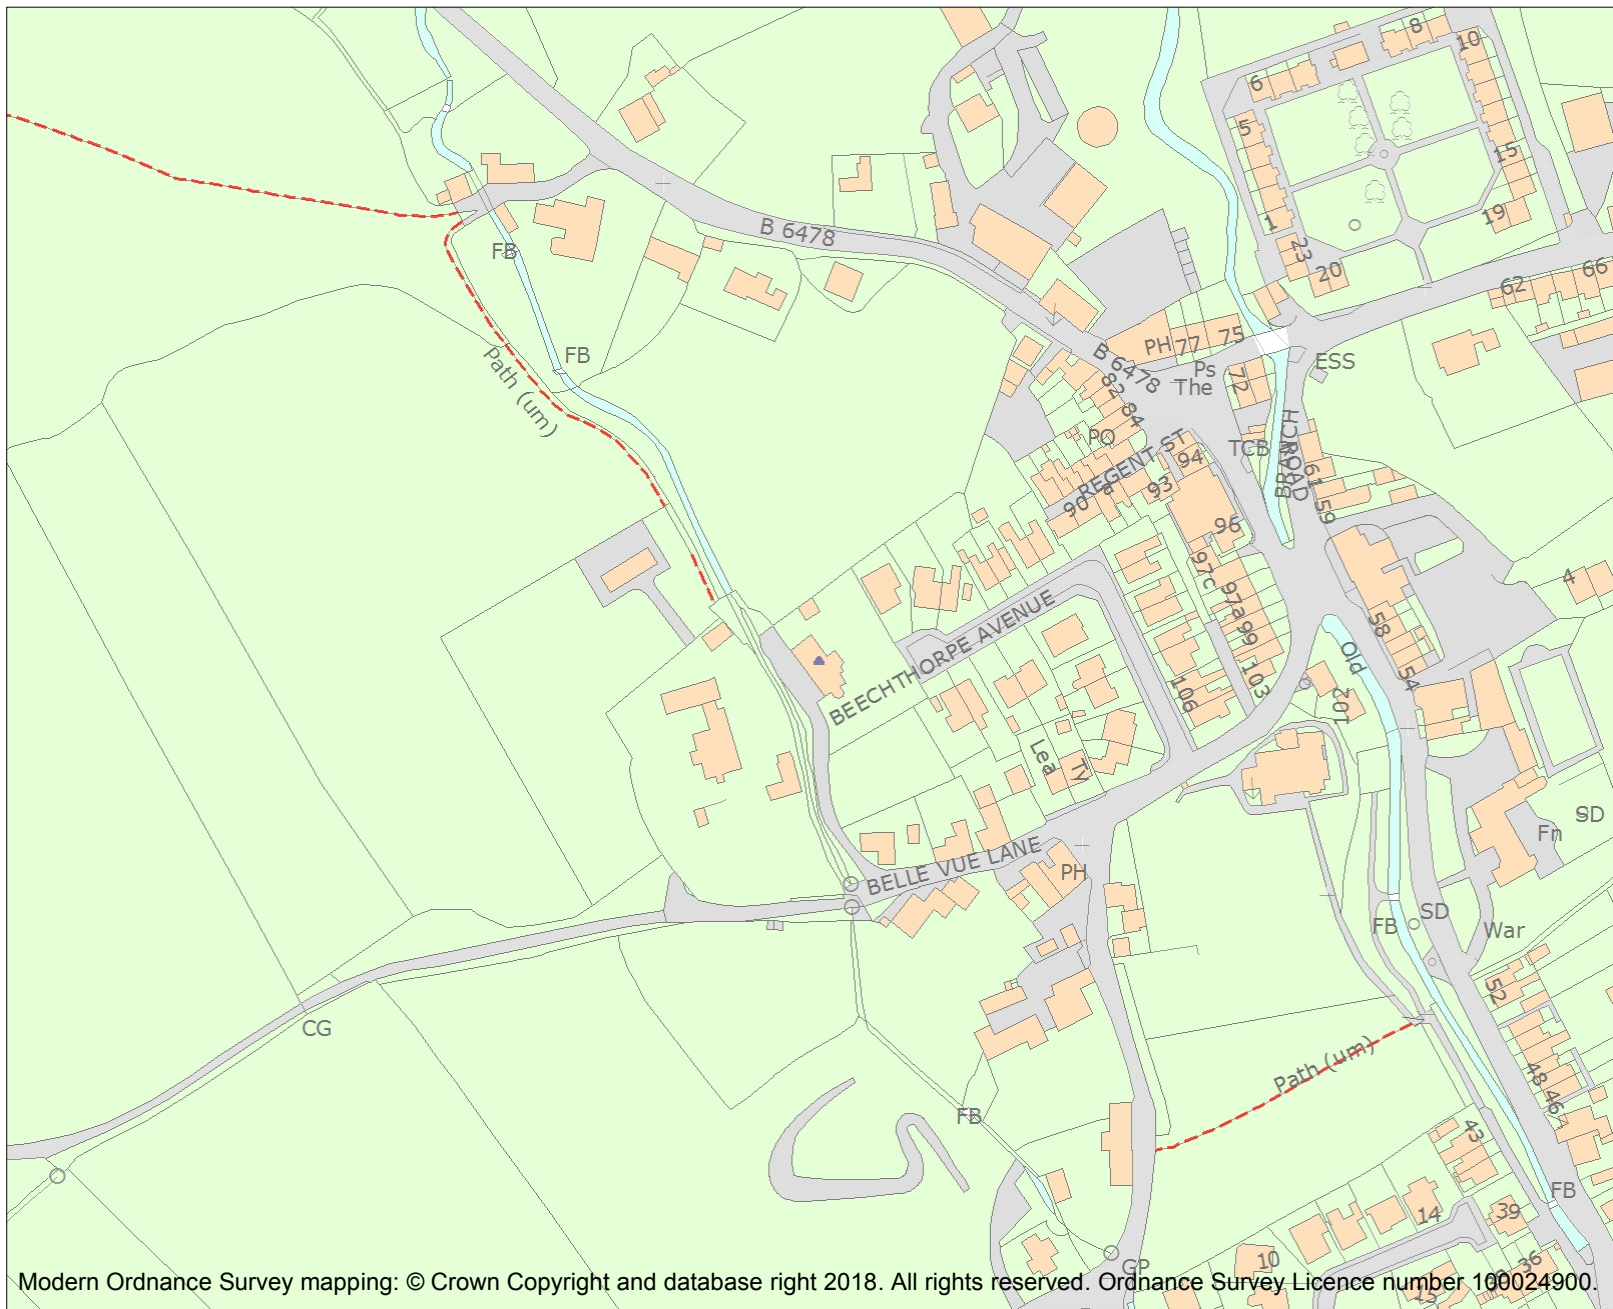 8
10
6
5
15
1
19
23
20
62
66
B 6478
FB
FB
Path (um)
PH 77 75
B 6478
Ps
The
72
ESS
82
84
PO
REGENT ST
94
TCB
BRANCH ROAD
61
59
93
90
a
96
97c
97a
99
103
4
58
54
Old
102
BEECHTHORPE AVENUE
106
Lea
Ty
BELLE VUE LANE
PH
SD
Fn
SD
FB
War
52
CG
Path (um)
48
46
FB
43
FB
14
39
GP
10
36
15
Modern Ordnance Survey mapping: © Crown Copyright and database right 2018. All rights reserved. Ordnance Survey Licence number 100024900.